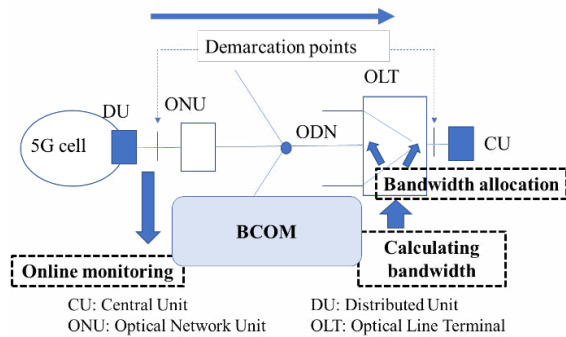 Demarcation points
OLT
ONU
DU
ODN
5G cell
CU
Bandwidth allocation
BCOM
Calculating
bandwidth
Online monitoring
CU: Central Unit
DU: Distributed Unit
ONU: Optical Network Unit
OLT: Optical Line Terminal